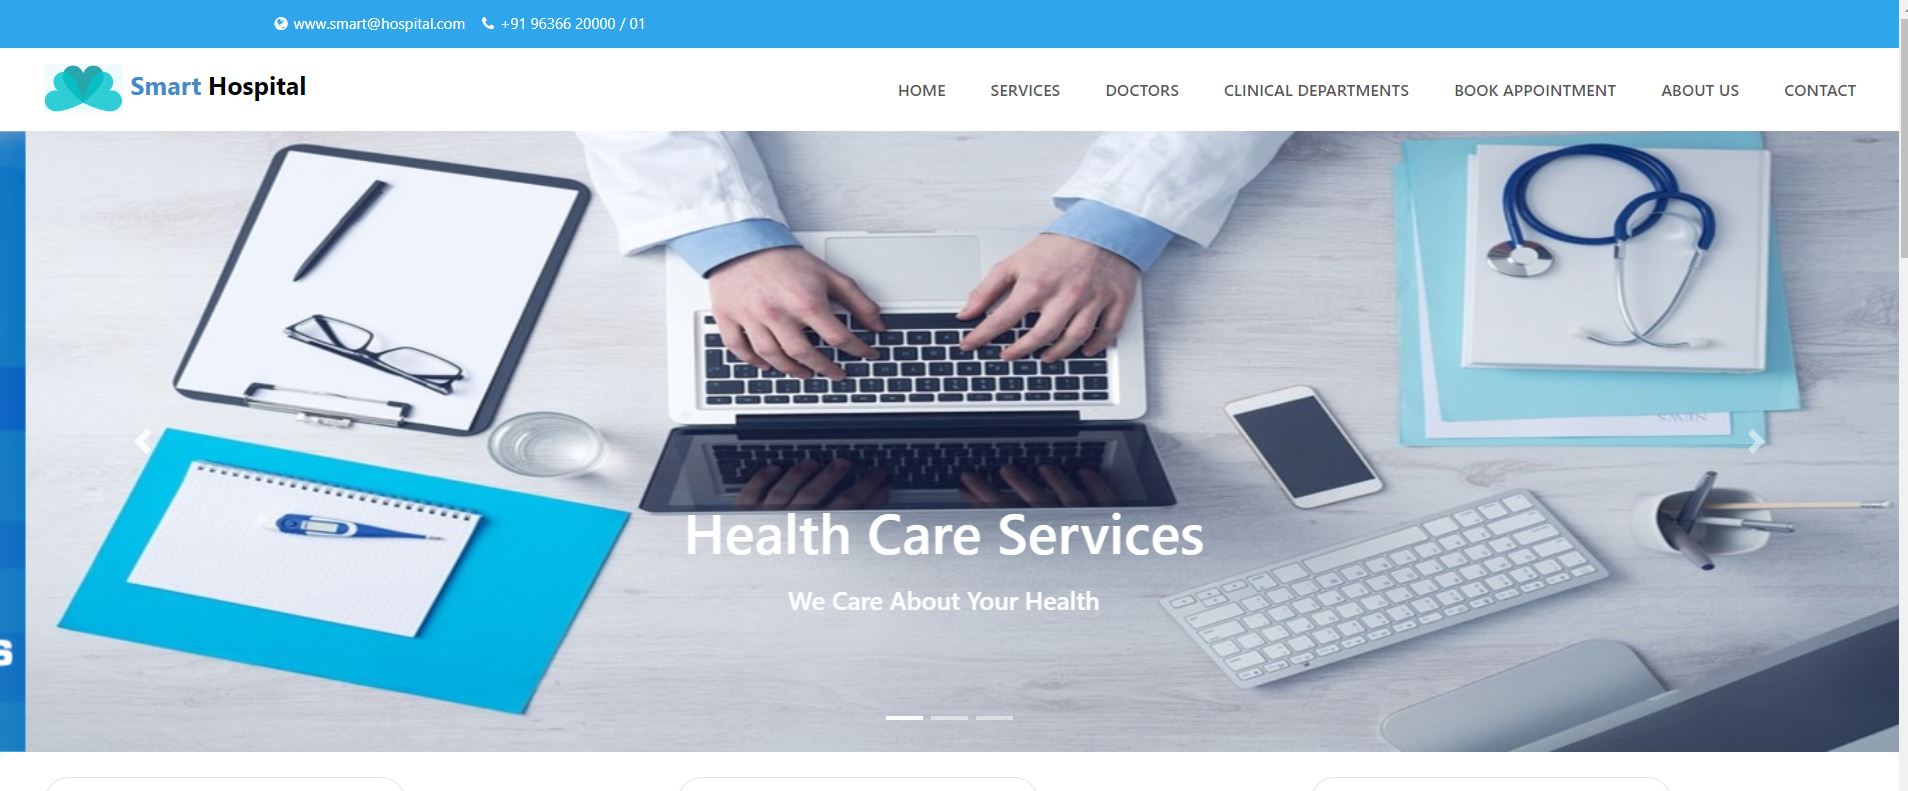 www.smart@hospital.com +91 96366 20000 / 01
Smart Hospital
HOME SERVICES DOCTORS CLINICAL DEPARTMENTS BOOK APPOINTMENT ABOUT US CONTACT
NEWS
Health Care Services
We Care About Your Health
s